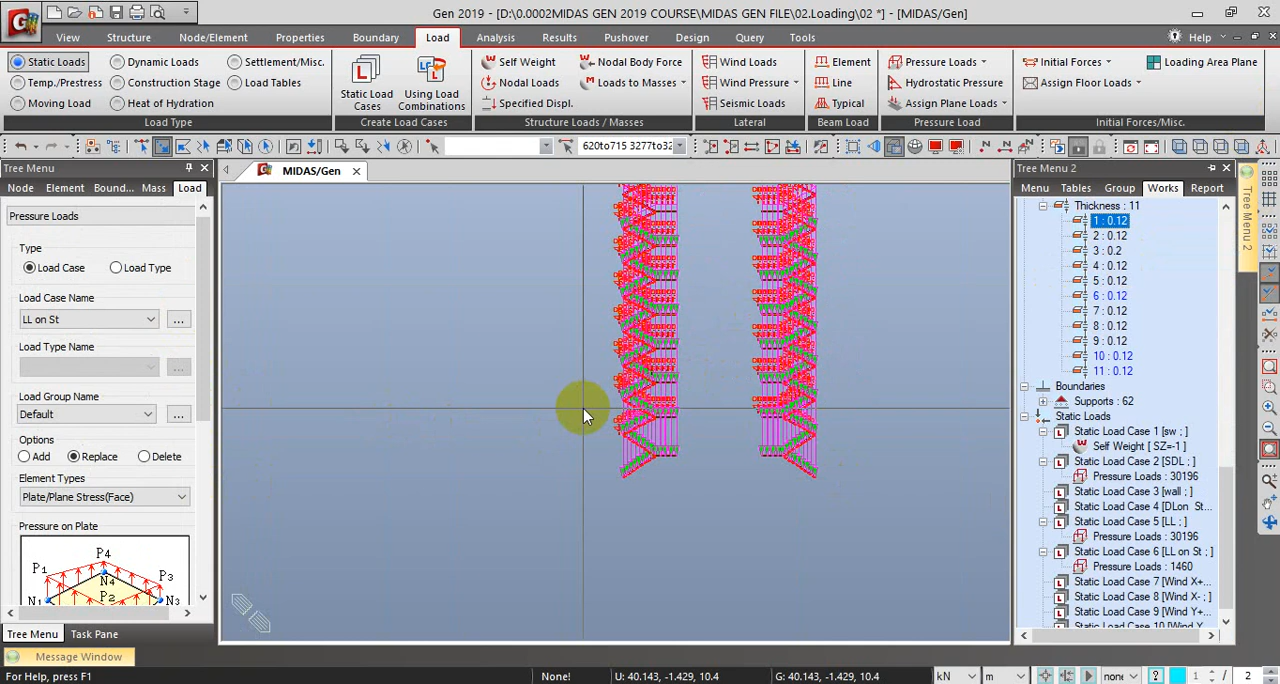 Gen 2019 - [D:\0.0002MIDAS GEN 2019 COURSE\MIDAS GEN FILE\02.Loading\02 *] - [MIDAS/Gen]
View Structure Node/Element Properties Boundary Load Analysis Results Pushover Design Query Tools Help
Static Loads Dynamic Loads Settlement/Misc.
Temp./Prestress Construction Stage Load Tables
Moving Load Heat of Hydration
Load Type
Static Load Cases
Using Load Combinations
Create Load Cases
Self Weight Nodal Body Force
Nodal Loads Loads to Masses
Specified Displ.
Structure Loads / Masses
Wind Loads
Wind Pressure
Seismic Loads
Lateral
Element
Line
Typical
Beam Load
Pressure Loads
Hydrostatic Pressure
Assign Plane Loads
Pressure Load
Initial Forces Loading Area Plane
Assign Floor Loads
Initial Forces/Misc.
620to715 3277to32
Tree Menu
Node Element Bound... Mass Load
Pressure Loads
Type
Load Case Load Type
Load Case Name
LL on St
...
Load Type Name
...
Load Group Name
Default
...
Options
Add Replace Delete
Element Types
Plate/Plane Stress(Face)
Pressure on Plate
P4
P1 P3
N4
P2
N1 N3
Tree Menu Task Pane
Message Window
MIDAS/Gen
Tree Menu 2
Menu Tables Group Works Report
Thickness : 11
1 : 0.12
2 : 0.12
3 : 0.2
4 : 0.12
5 : 0.12
6 : 0.12
7 : 0.12
8 : 0.12
9 : 0.12
10 : 0.12
11 : 0.12
Boundaries
Supports : 62
Static Loads
Static Load Case 1 [sw ; ]
Self Weight [ SZ=-1 ]
Static Load Case 2 [SDL ; ]
Pressure Loads : 30196
Static Load Case 3 [wall ; ]
Static Load Case 4 [DLon St...
Static Load Case 5 [LL ; ]
Pressure Loads : 30196
Static Load Case 6 [LL on St ; ]
Pressure Loads : 1460
Static Load Case 7 [Wind X+...
Static Load Case 8 [Wind X- ; ]
Static Load Case 9 [Wind Y+...
Static Load Case 10 [Wind Y...
Tree Menu 2
For Help, press F1
None!
U: 40.143, -1.429, 10.4
G: 40.143, -1.429, 10.4
kN
m
none
1 / 2